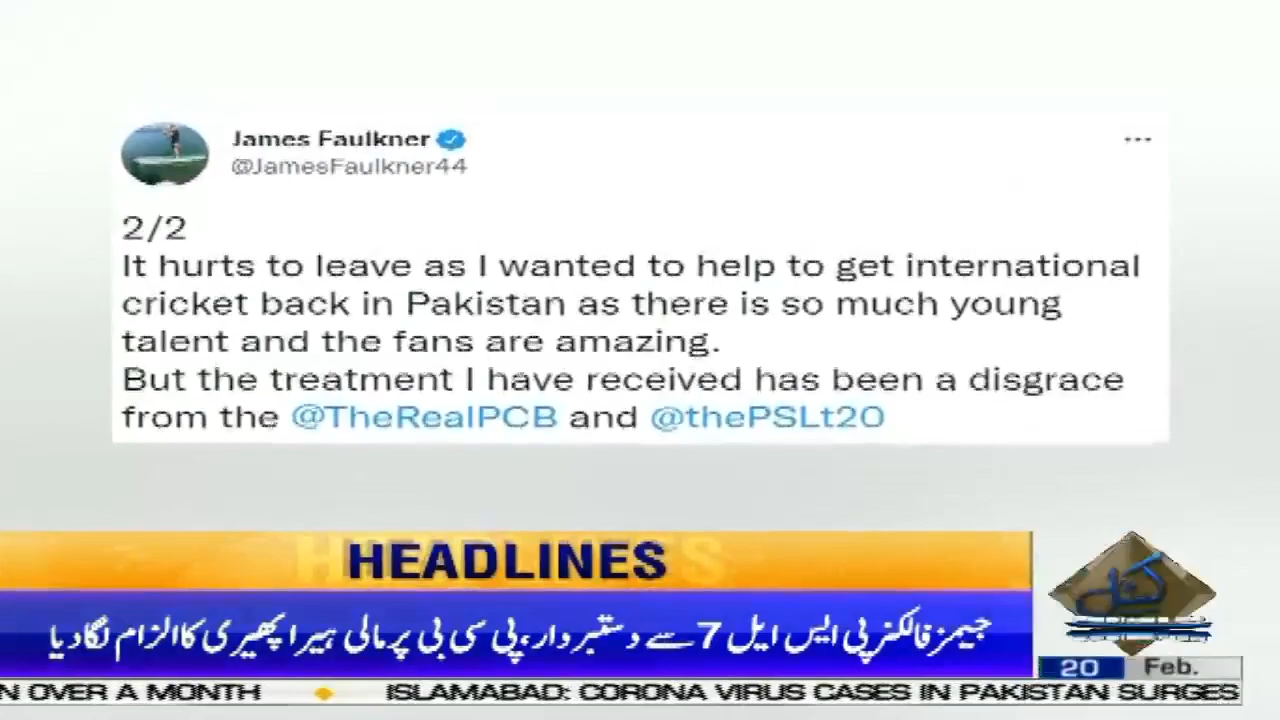 James Faulkner
@JamesFaulkner44
2/2
It hurts to leave as I wanted to help to get international
cricket back in Pakistan as there is so much young
talent and the fans are amazing.
But the treatment I have received has been a disgrace
from the @TheRealPCB and @thePSLt20
HEADLINES
جیمز فالکنر پی ایس ایل 7 سے دستبردار، پی سی بی پر مالی ہیرا پھیری کا الزام لگادیا
20 Feb.
N OVER A MONTH ISLAMABAD: CORONA VIRUS CASES IN PAKISTAN SURGES